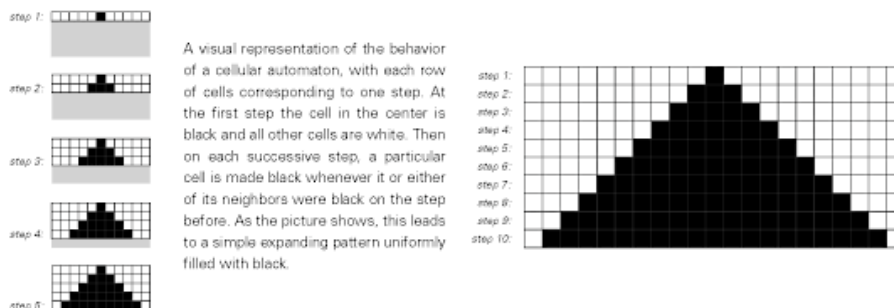 step 1:
step 2:
step 3:
step 4:
step 5:
A visual representation of the behavior
of a cellular automaton, with each row
of cells corresponding to one step. At
the first step the cell in the center is
black and all other cells are white. Then
on each successive step, a particular
cell is made black whenever it or either
of its neighbors were black on the step
before. As the picture shows, this leads
to a simple expanding pattern uniformly
filled with black.
step 1:
step 2:
step 3:
step 4:
step 5:
step 6:
step 7:
step 8:
step 9:
step 10: